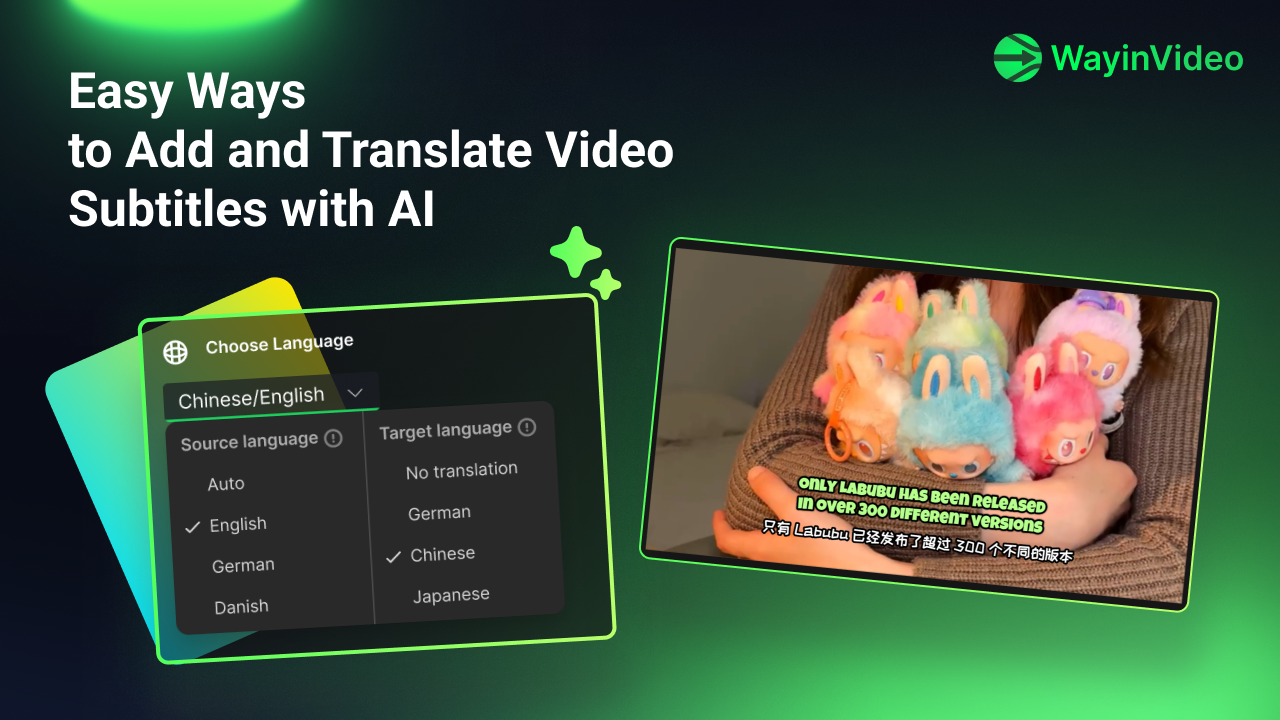 WayinVideo
Easy Ways
to Add and Translate Video
Subtitles with AI
Choose Language
Chinese/English
Source language
Auto
English
German
Danish
Target language
No translation
German
Chinese
Japanese
ONLY LABUBU HAS BEEN RELEASED
IN OVER 300 DIFFERENT VERSIONS
只有 Labubu 已经发布了超过 300 个不同的版本